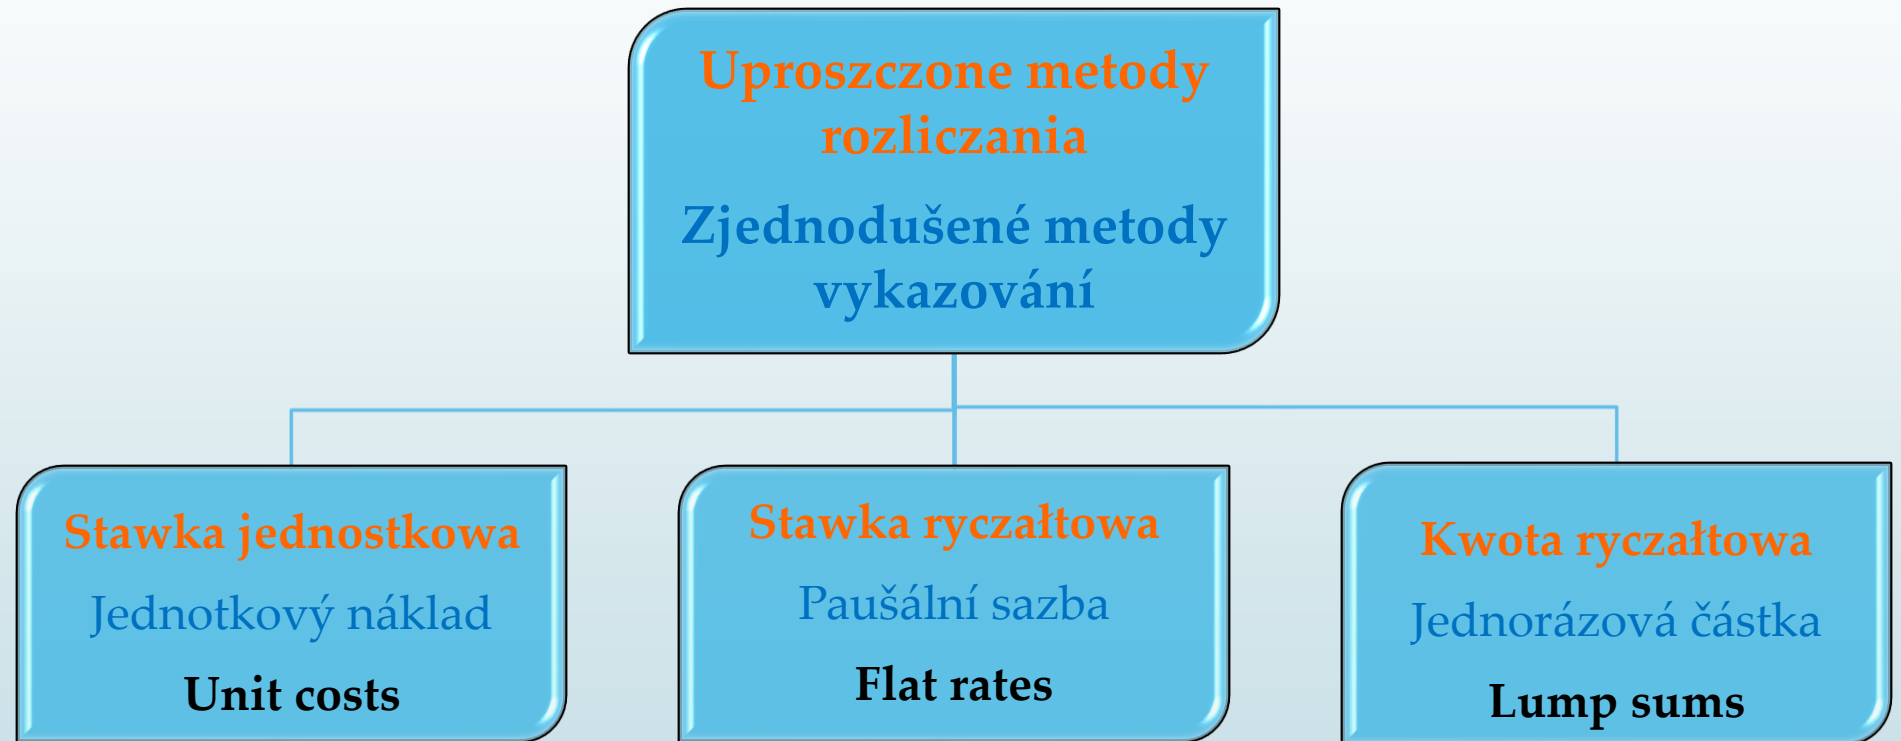 Uproszczone metody
rozliczania
Zjednodušené metody
vykazování
Stawka jednostkowa
Jednotkový náklad
Unit costs
Stawka ryczałtowa
Paušální sazba
Flat rates
Kwota ryczałtowa
Jednorázová částka
Lump sums